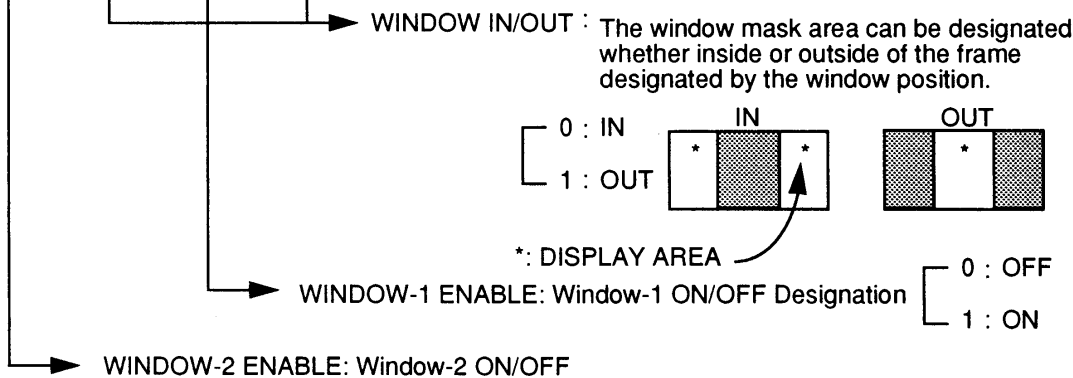 WINDOW IN/OUT : The window mask area can be designated
whether inside or outside of the frame
designated by the window position.
0 : IN
1 : OUT
IN
* *
OUT
*
*: DISPLAY AREA
WINDOW-1 ENABLE: Window-1 ON/OFF Designation
0 : OFF
1 : ON
WINDOW-2 ENABLE: Window-2 ON/OFF